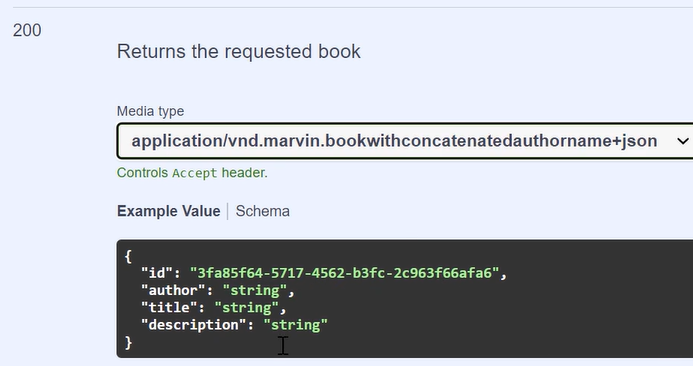 200
Returns the requested book
Media type
application/vnd.marvin.bookwithconcatenatedauthorname+json
Controls Accept header.
Example Value | Schema
{
  "id": "3fa85f64-5717-4562-b3fc-2c963f66afa6",
  "author": "string",
  "title": "string",
  "description": "string"
}